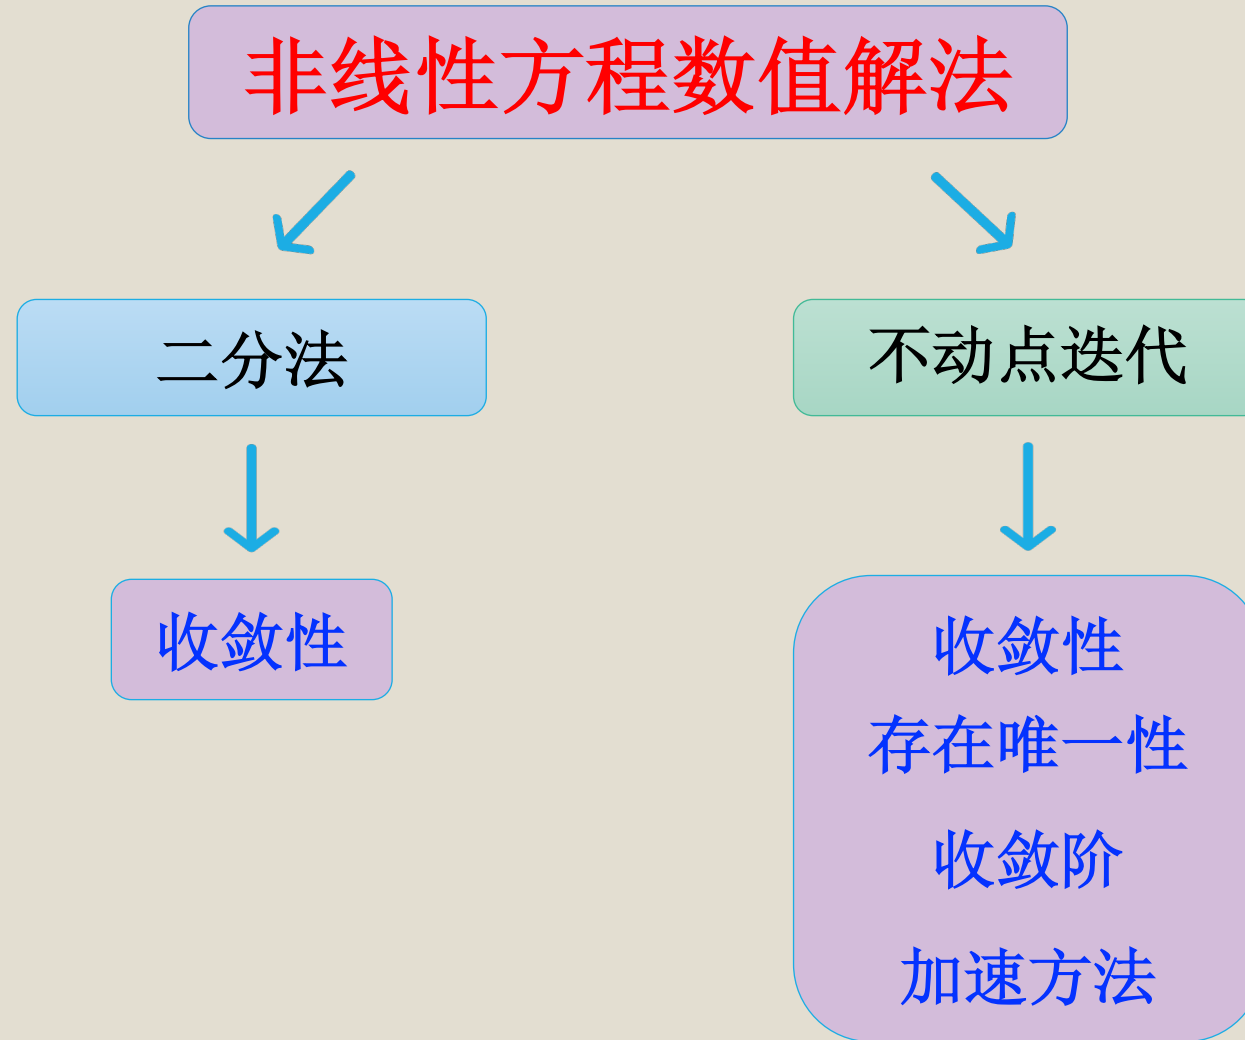 非线性方程数值解法
二分法
不动点迭代
收敛性
收敛性
存在唯一性
收敛阶
加速方法